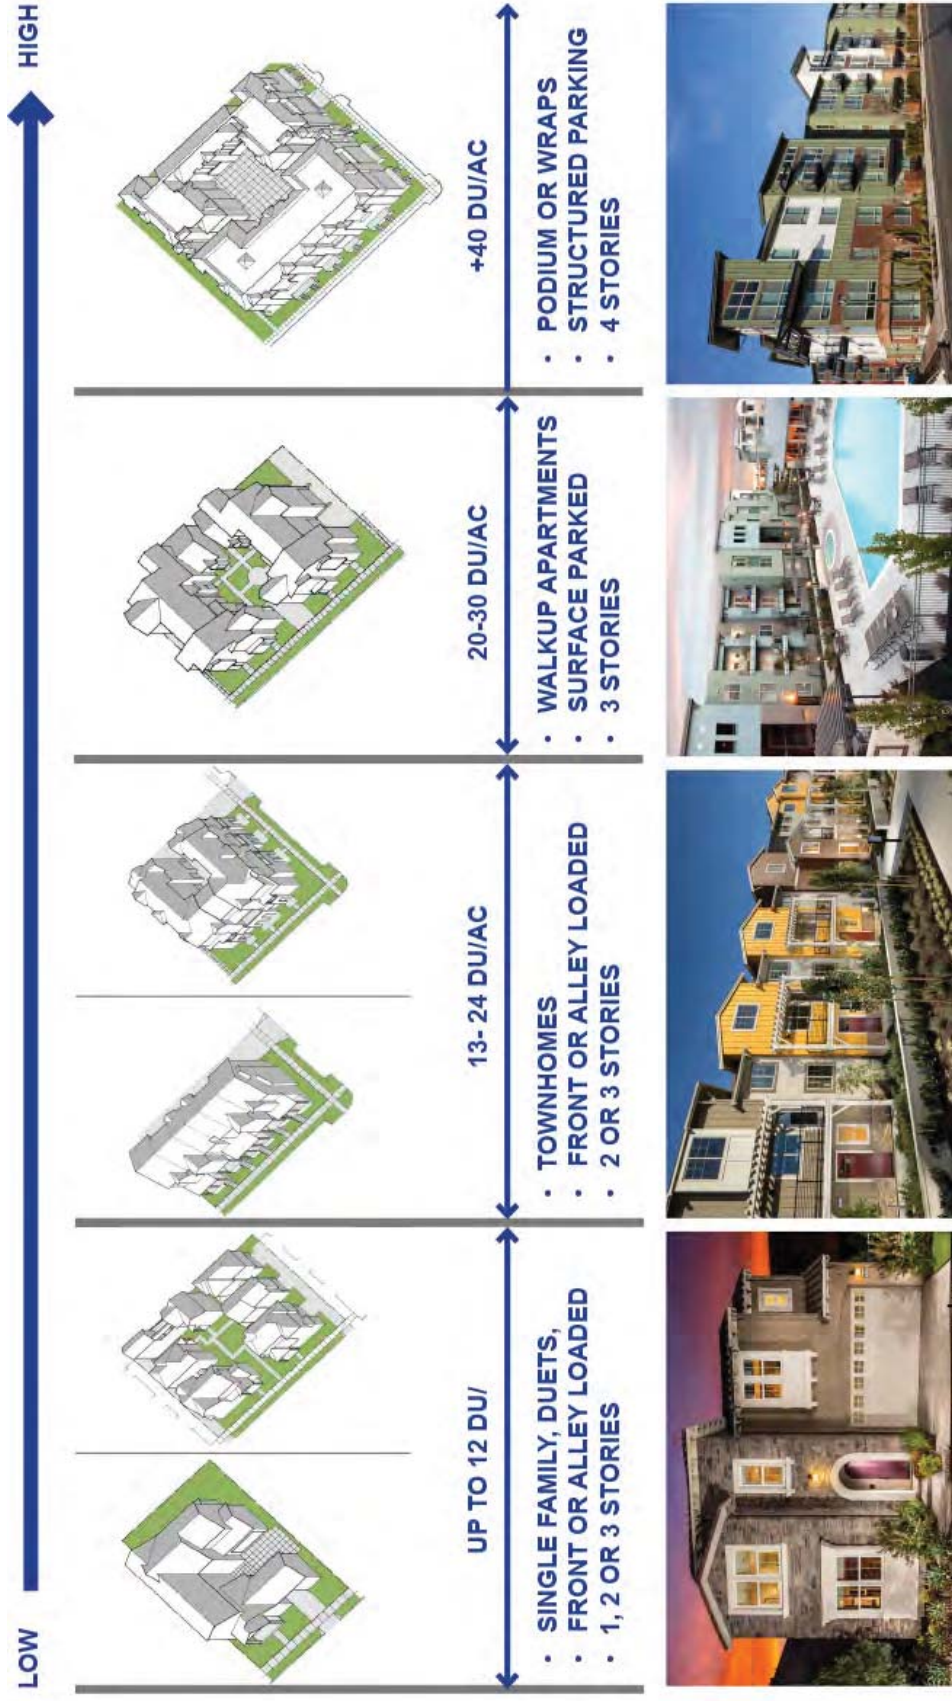 LOW
HIGH
UP TO 12 DU/
13- 24 DU/AC
20-30 DU/AC
+40 DU/AC
• SINGLE FAMILY, DUETS,
• FRONT OR ALLEY LOADED
• 1, 2 OR 3 STORIES
• TOWNHOMES
• FRONT OR ALLEY LOADED
• 2 OR 3 STORIES
• WALKUP APARTMENTS
• SURFACE PARKED
• 3 STORIES
• PODIUM OR WRAPS
• STRUCTURED PARKING
• 4 STORIES